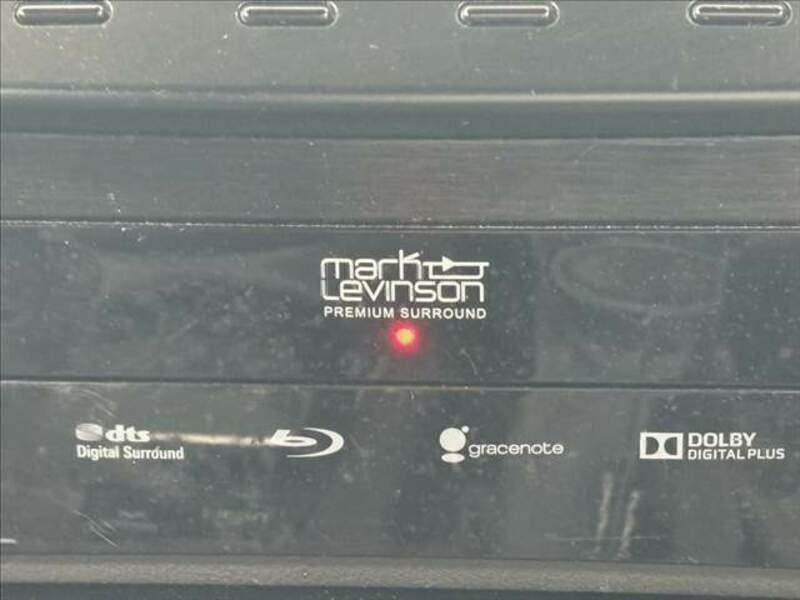 mark
Levinson
PREMIUM SURROUND
dts
Digital Surround
gracenote
DOLBY
DIGITAL PLUS